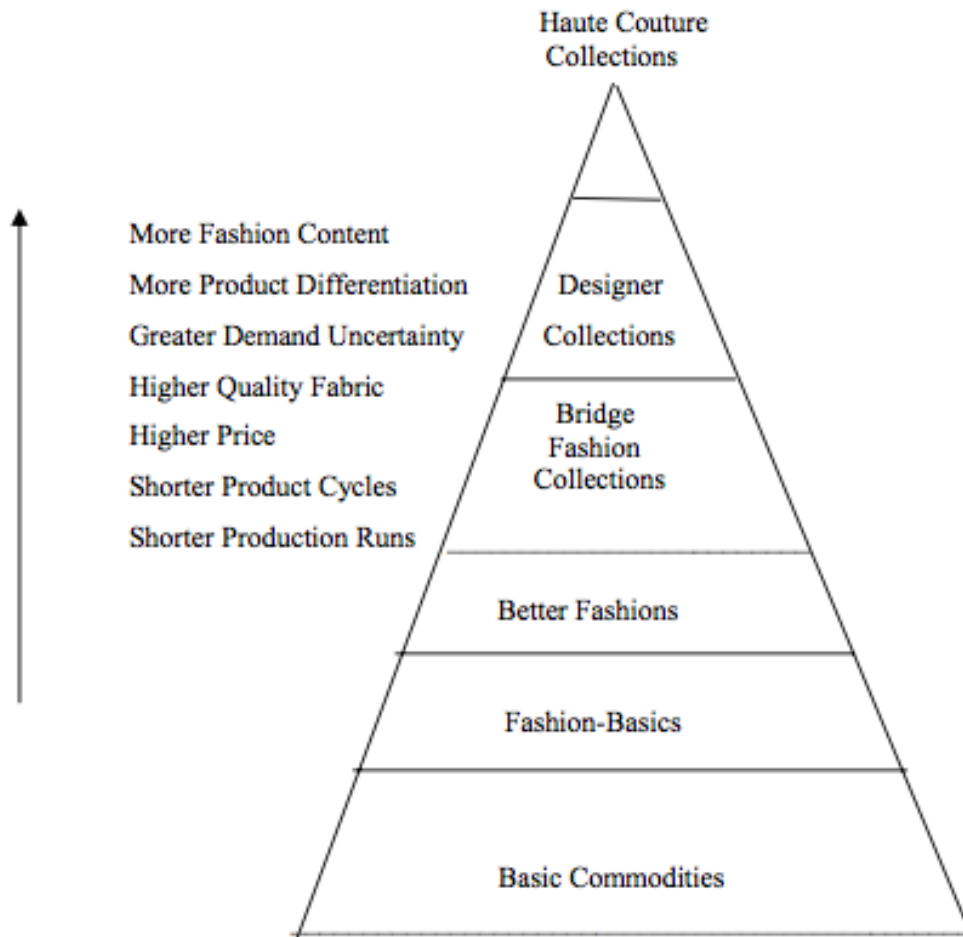 Haute Couture
Collections
More Fashion Content
More Product Differentiation
Greater Demand Uncertainty
Higher Quality Fabric
Higher Price
Shorter Product Cycles
Shorter Production Runs
Designer
Collections
Bridge
Fashion
Collections
Better Fashions
Fashion-Basics
Basic Commodities